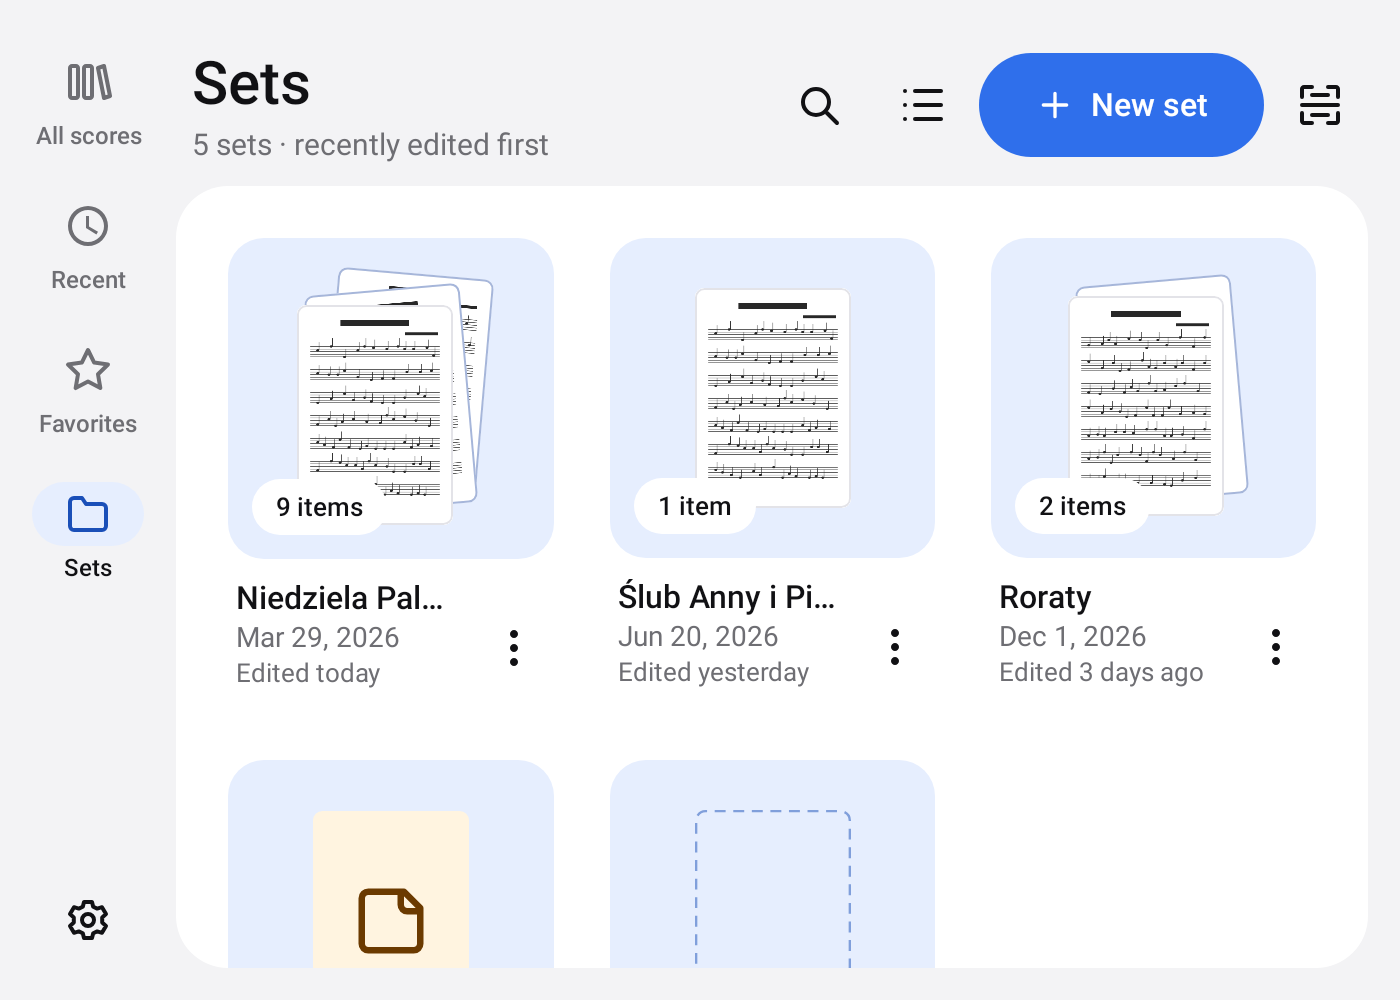 All scores
Recent
Favorites
Sets
Sets
5 sets · recently edited first
New set
9 items
Niedziela Pal...
Mar 29, 2026
Edited today
1 item
Ślub Anny i Pi...
Jun 20, 2026
Edited yesterday
2 items
Roraty
Dec 1, 2026
Edited 3 days ago